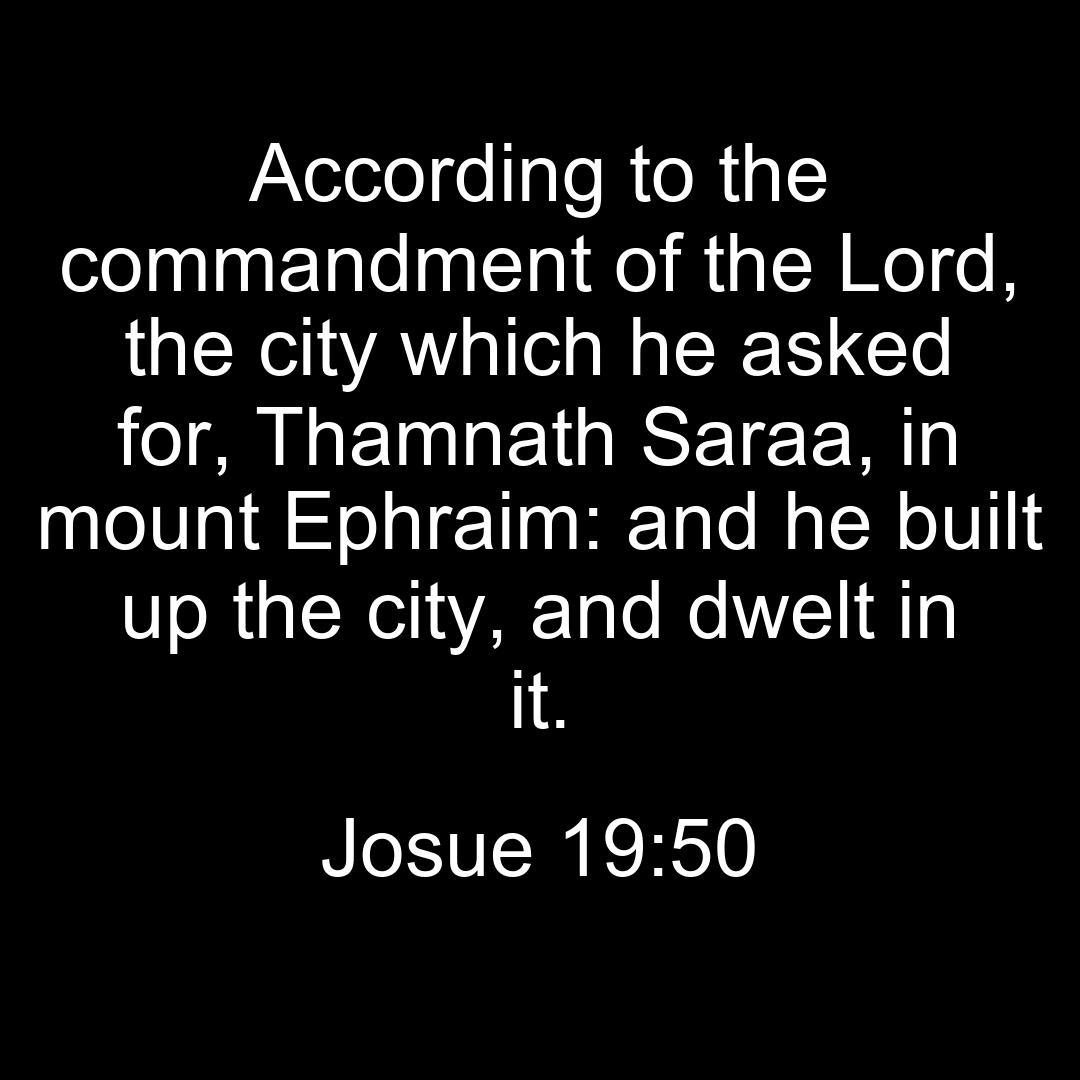 According to the
commandment of the Lord,
the city which he asked
for, Thamnath Saraa, in
mount Ephraim: and he built
up the city, and dwelt in
it.
Josue 19:50